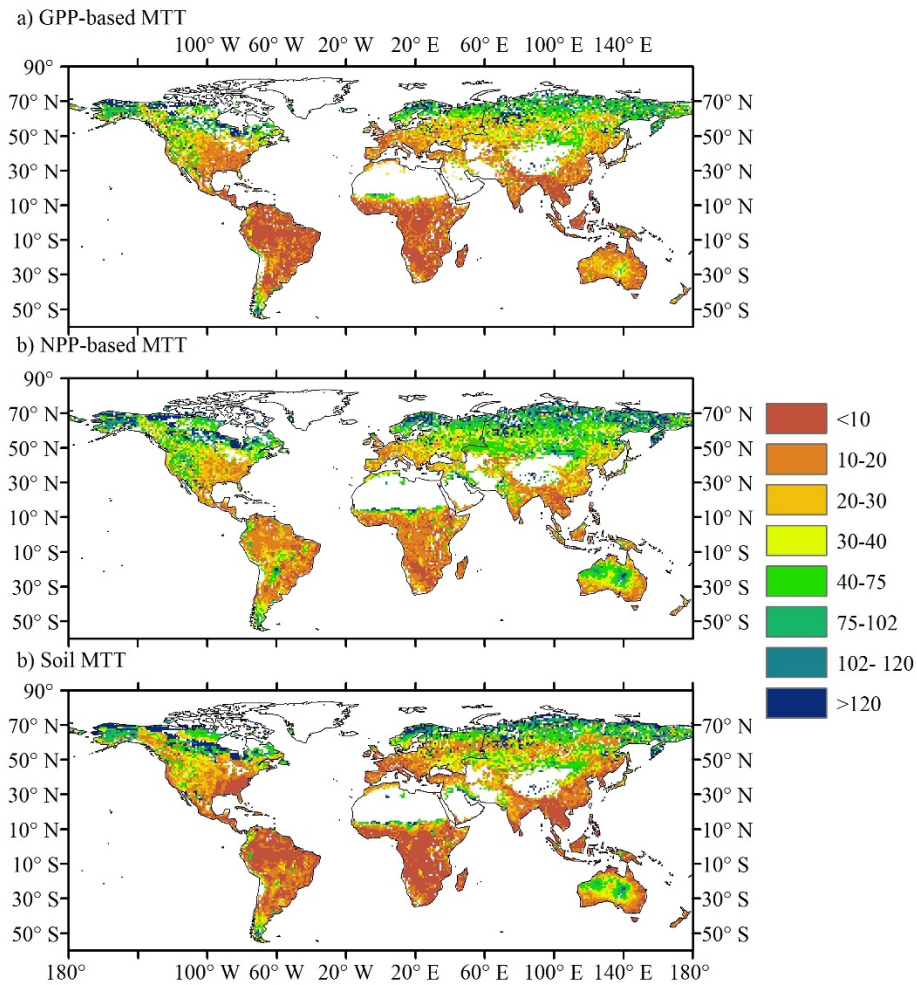 a) GPP-based MTT
100° W 60° W 20° W 20° E 60° E 100° E 140° E
90°
70° N 70° N
50° N 50° N
30° N 30° N
10° N 10° N
10° S 10° S
30° S 30° S
50° S 50° S
b) NPP-based MTT
90°
70° N 70° N
50° N 50° N
30° N 30° N
10° N 10° N
10° S 10° S
30° S 30° S
50° S 50° S
<10
10-20
20-30
30-40
40-75
75-102
102- 120
>120
b) Soil MTT
90°
70° N 70° N
50° N 50° N
30° N 30° N
10° N 10° N
10° S 10° S
30° S 30° S
50° S 50° S
180° 100° W 60° W 20° W 20° E 60° E 100° E 140° E 180°